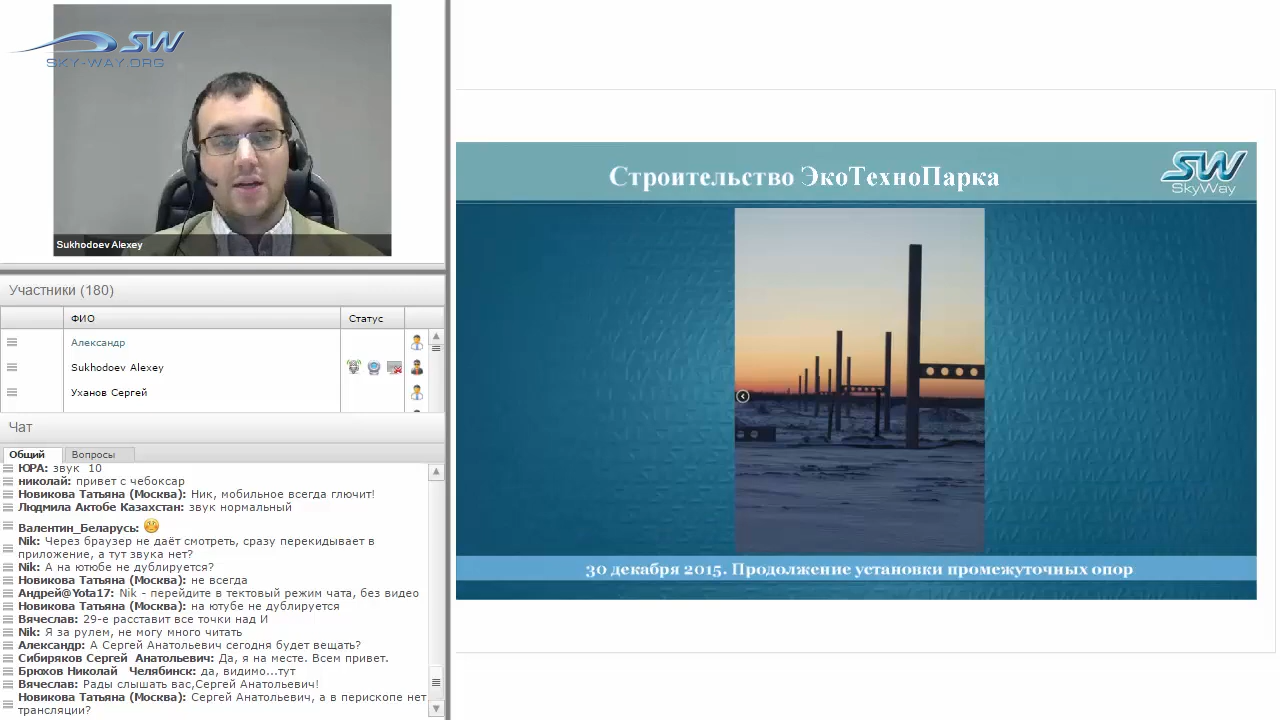 SW
SKY-WAY.ORG
Sukhodoev Alexey
Участники (180)
ФИО
Статус
Александр
Sukhodoev Alexey
Уханов Сергей
Чат
Общий
Вопросы
ЮРА: звук 10
николай: привет с чебоксар
Новикова Татьяна (Москва): Ник, мобильное всегда глючит!
Людмила Актобе Казахстан: звук нормальный
Валентин_Беларусь:
Nik: Через браузер не даёт смотреть, сразу перекидывает в
приложение, а тут звука нет?
Nik: А на ютюбе не дублируется?
Новикова Татьяна (Москва): не всегда
Андрей@Yota17: Nik - перейдите в тектовый режим чата, без видео
Новикова Татьяна (Москва): на ютубе не дублируется
Вячеслав: 29-е расставит все точки над И
Nik: Я за рулем, не могу много читать
Александр: А Сергей Анатольевич сегодня будет вещать?
Сибиряков Сергей Анатольевич: Да, я на месте. Всем привет.
Брюхов Николай Челябинск: да, видимо...тут
Вячеслав: Рады слышать вас,Сергей Анатольевич!
Новикова Татьяна (Москва): Сергей Анатольевич, а в перископе нет
трансляции?
Строительство ЭкоТехноПарка
SW
SkyWay
30 декабря 2015. Продолжение установки промежуточных опор